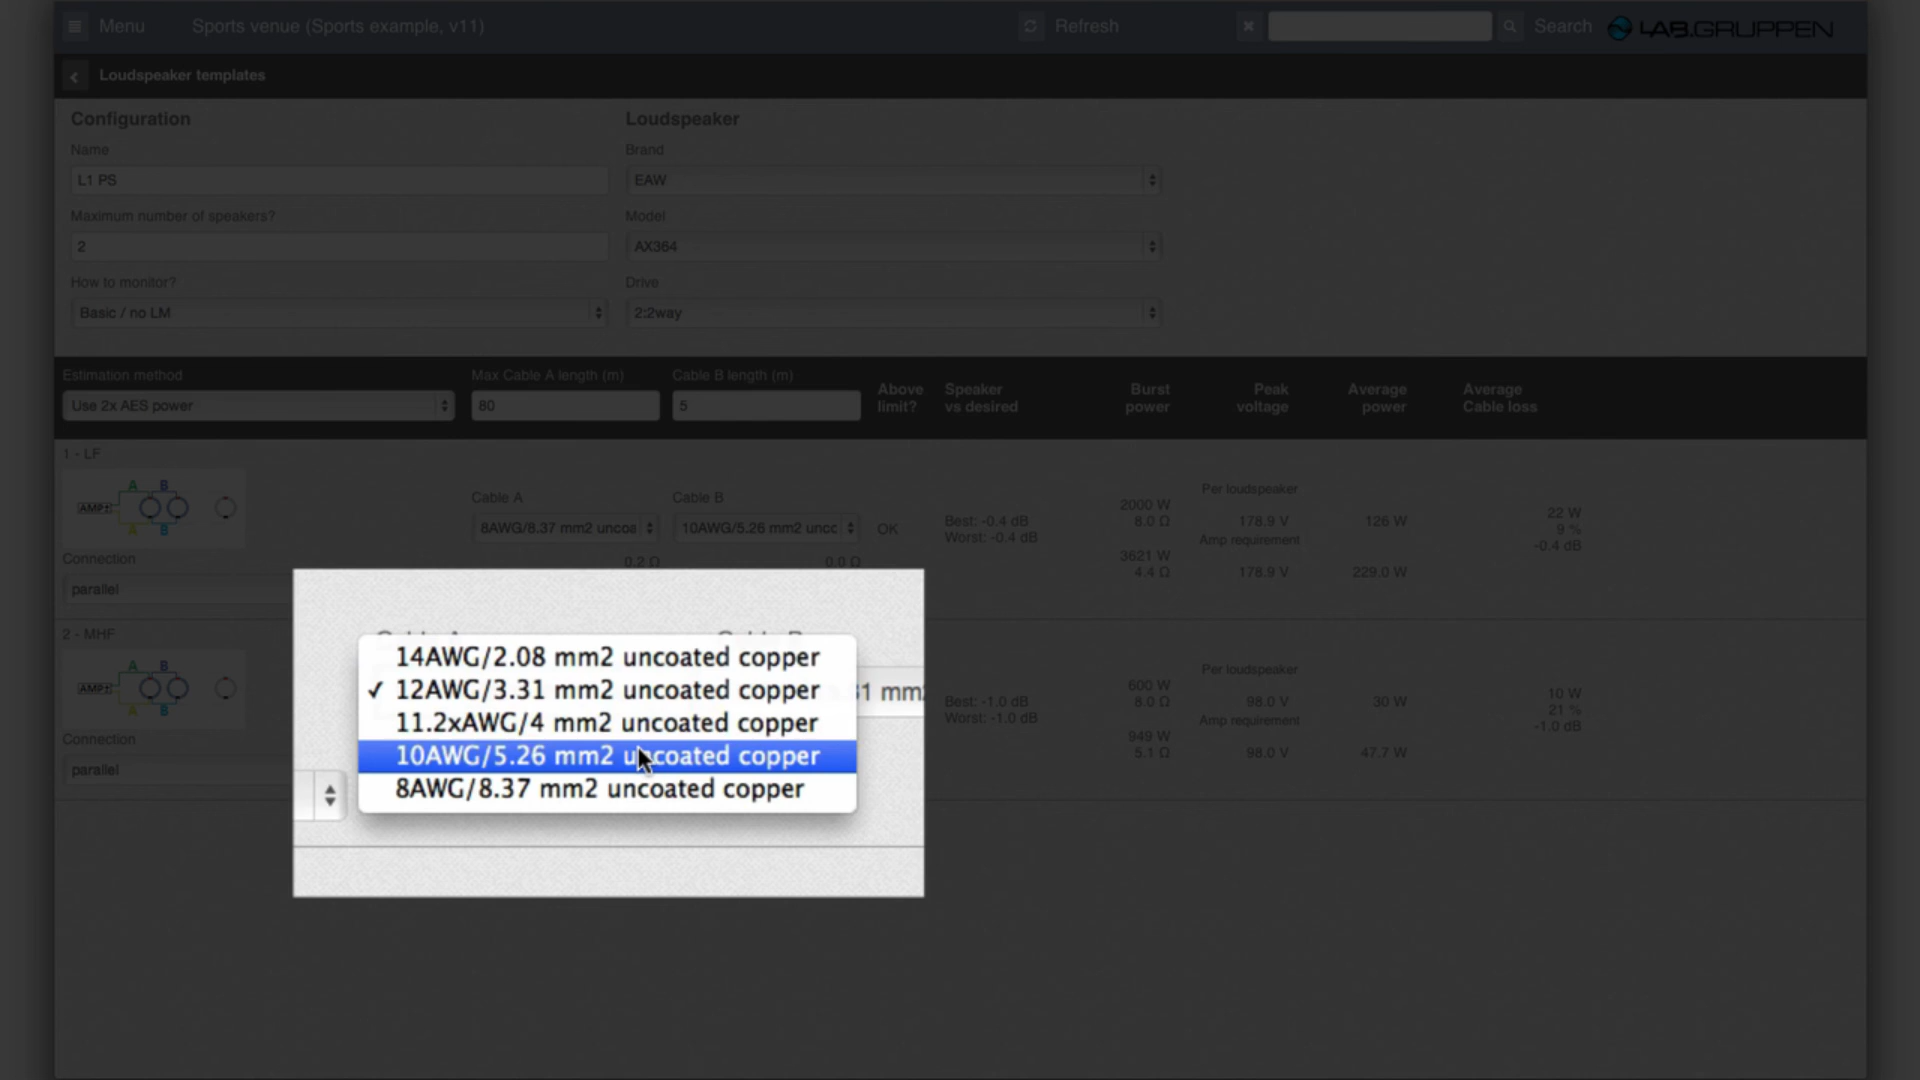 Menu
Sports venue (Sports example, v11)
Refresh
Search
LAB.GRUPPEN
Loudspeaker templates
Configuration
Loudspeaker
Name
Brand
L1 PS
EAW
Maximum number of speakers?
Model
2
AX364
How to monitor?
Drive
Basic / no LM
2:2way
Estimation method
Max Cable A length (m)
Cable B length (m)
Above limit?
Speaker vs desired
Burst power
Peak voltage
Average power
Average Cable loss
Use 2x AES power
80
5
1 - LF
A B
AMP
A B
Cable A
Cable B
8AWG/8.37 mm2 uncoa
10AWG/5.26 mm2 uncc
OK
Best: -0.4 dB
Worst: -0.4 dB
2000 W
8.0 Ω
3621 W
4.4 Ω
Per loudspeaker
178.9 V
Amp requirement
178.9 V
126 W
229.0 W
22 W
9 %
-0.4 dB
0.2 Ω
0.0 Ω
Connection
parallel
2 - MHF
A B
AMP
A B
14AWG/2.08 mm2 uncoated copper
✓ 12AWG/3.31 mm2 uncoated copper
11.2xAWG/4 mm2 uncoated copper
10AWG/5.26 mm2 uncoated copper
8AWG/8.37 mm2 uncoated copper
Best: -1.0 dB
Worst: -1.0 dB
600 W
8.0 Ω
949 W
5.1 Ω
Per loudspeaker
98.0 V
Amp requirement
98.0 V
30 W
47.7 W
10 W
21 %
-1.0 dB
Connection
parallel